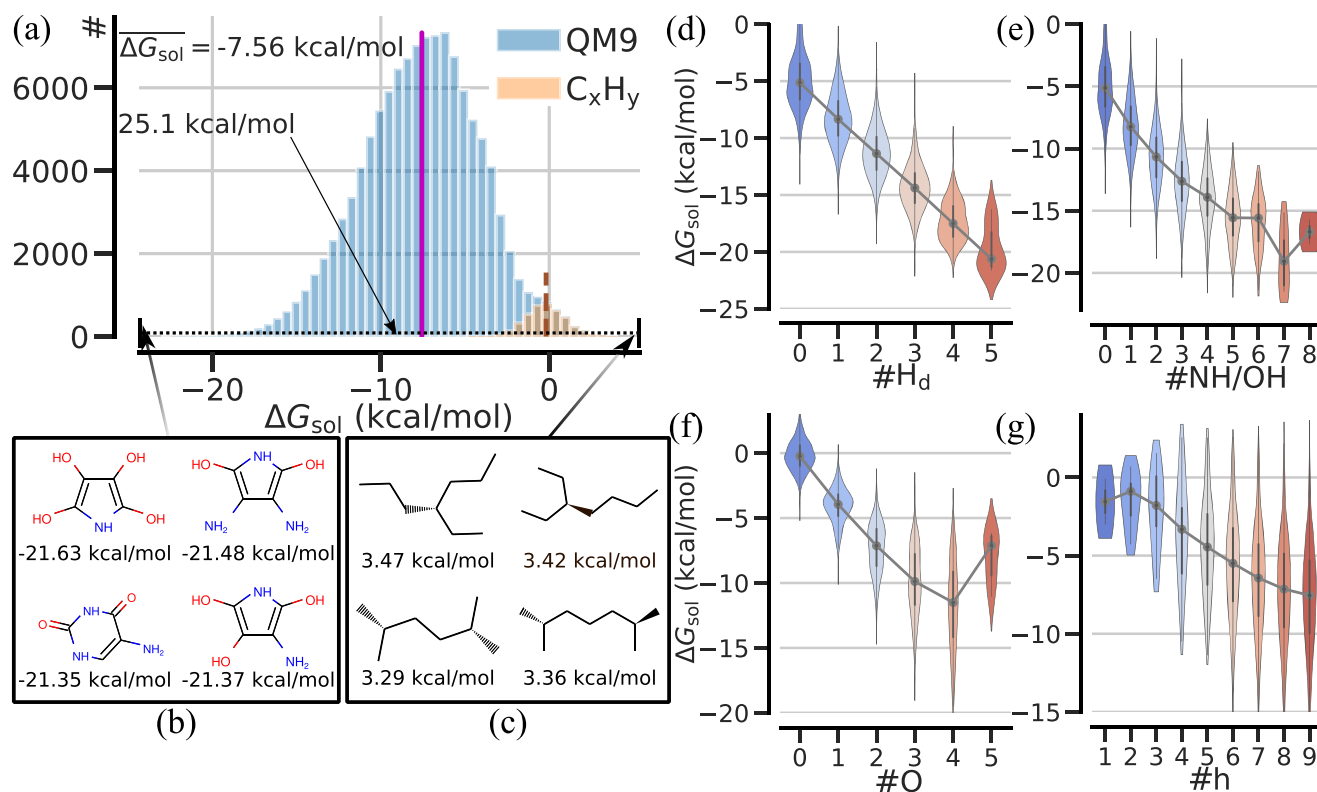 (a)
#
ΔG_sol = -7.56 kcal/mol
25.1 kcal/mol
QM9
CₓHᵧ
6000
4000
2000
0
−20
−10
0
ΔG_sol (kcal/mol)
HO
OH
HO
OH
NH
-21.63 kcal/mol
NH
HO
OH
NH₂
NH₂
-21.48 kcal/mol
O
NH
O
NH
NH₂
-21.35 kcal/mol
NH
HO
OH
HO
NH₂
-21.37 kcal/mol
(b)
3.47 kcal/mol
3.42 kcal/mol
3.29 kcal/mol
3.36 kcal/mol
(c)
(d)
ΔG_sol (kcal/mol)
0
−5
−10
−15
−20
−25
0 1 2 3 4 5
#H_d
(e)
0
−5
−10
−15
−20
0 1 2 3 4 5 6 7 8
#NH/OH
(f)
ΔG_sol (kcal/mol)
0
−5
−10
−15
−20
0 1 2 3 4 5
#O
(g)
0
−5
−10
−15
1 2 3 4 5 6 7 8 9
#h